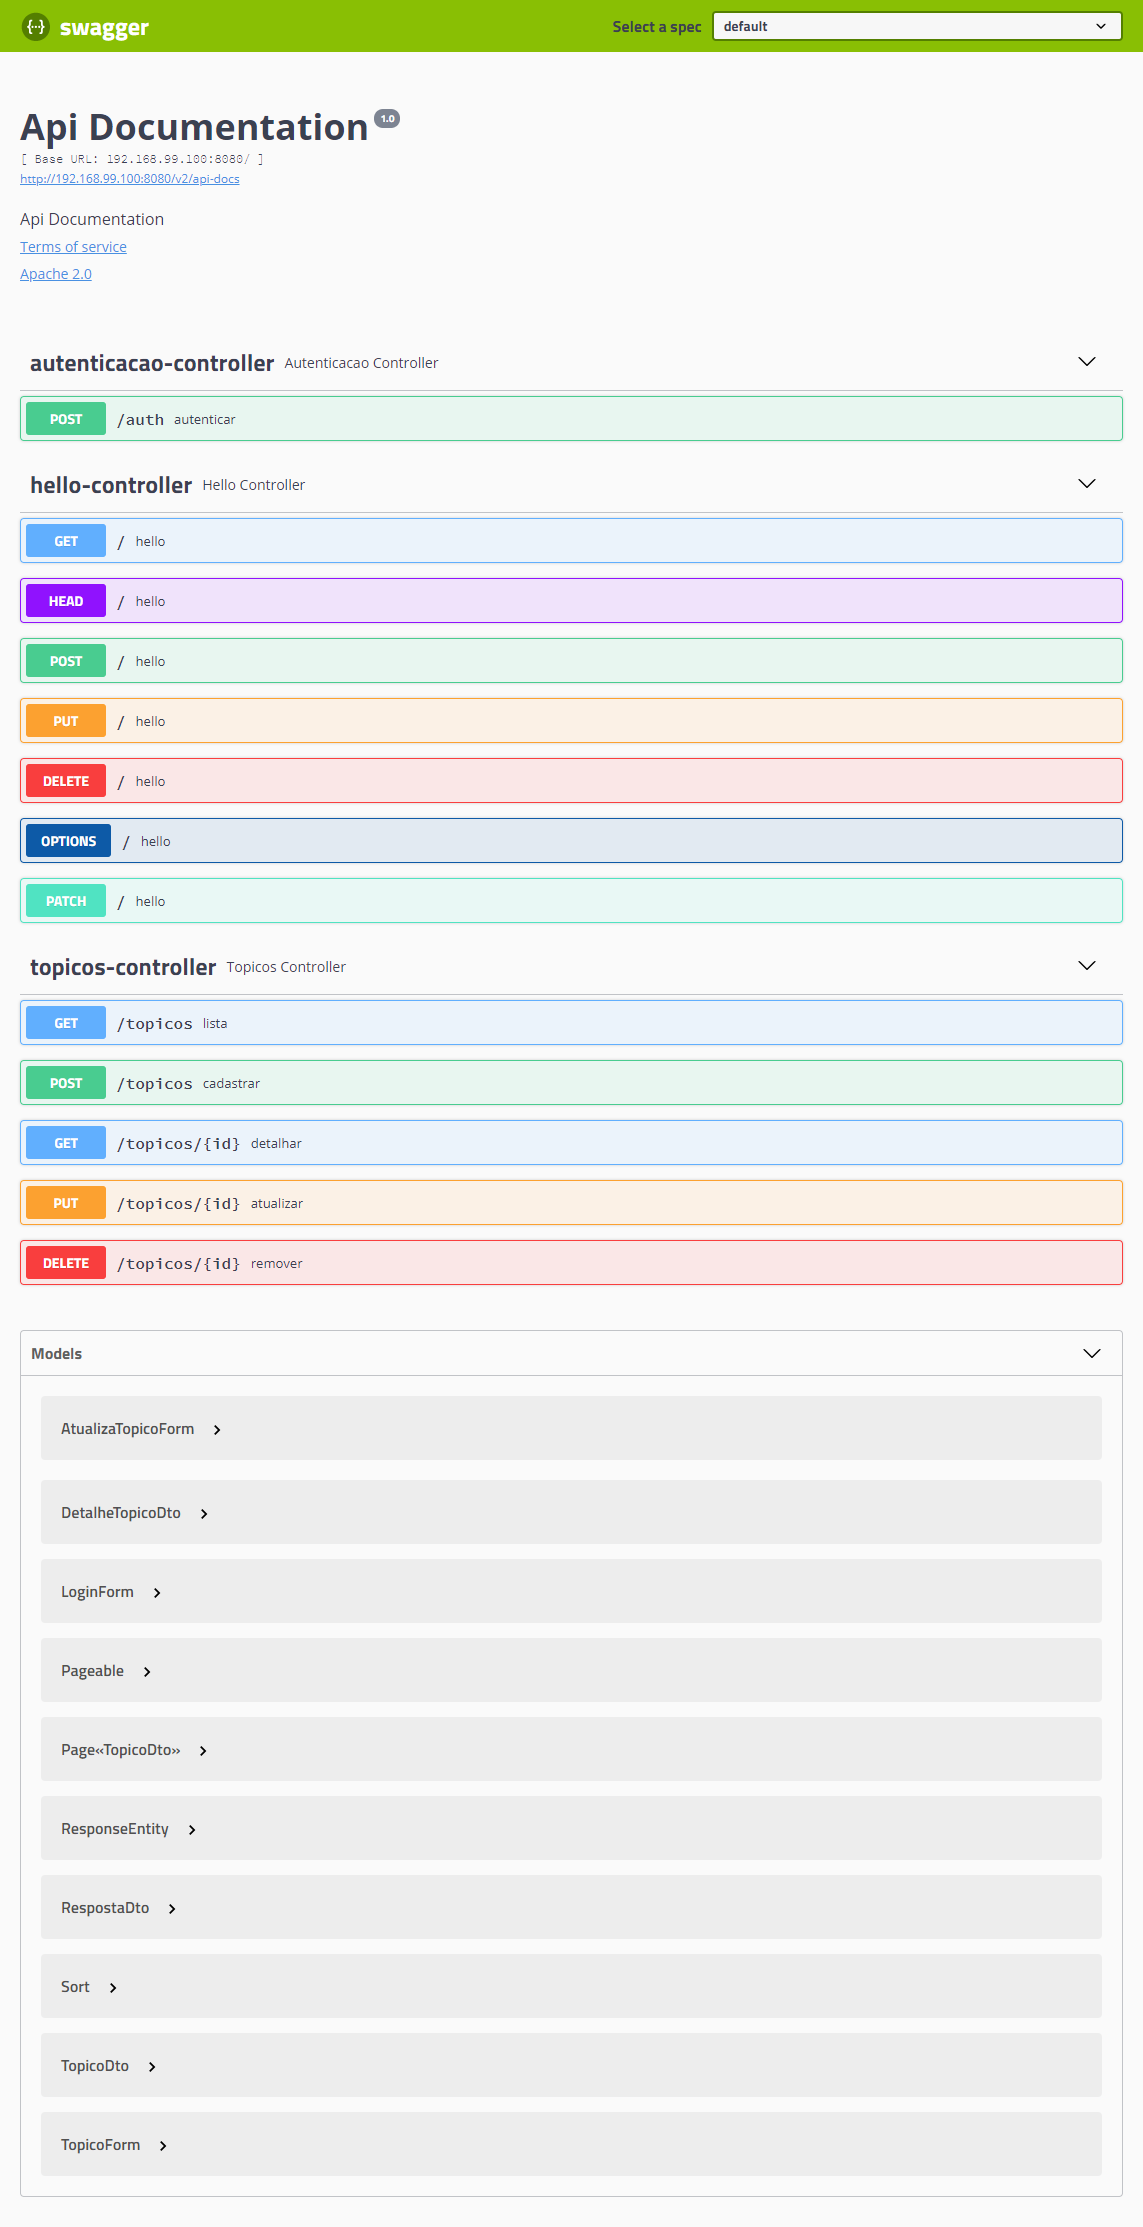 {···} swagger Select a spec default
Api Documentation 1.0
[ Base URL: 192.168.99.100:8080/ ]
http://192.168.99.100:8080/v2/api-docs
Api Documentation
Terms of service
Apache 2.0
autenticacao-controller Autenticacao Controller
POST /auth autenticar
hello-controller Hello Controller
GET / hello
HEAD / hello
POST / hello
PUT / hello
DELETE / hello
OPTIONS / hello
PATCH / hello
topicos-controller Topicos Controller
GET /topicos lista
POST /topicos cadastrar
GET /topicos/{id} detalhar
PUT /topicos/{id} atualizar
DELETE /topicos/{id} remover
Models
AtualizaTopicoForm
DetalheTopicoDto
LoginForm
Pageable
Page«TopicoDto»
ResponseEntity
RespostaDto
Sort
TopicoDto
TopicoForm